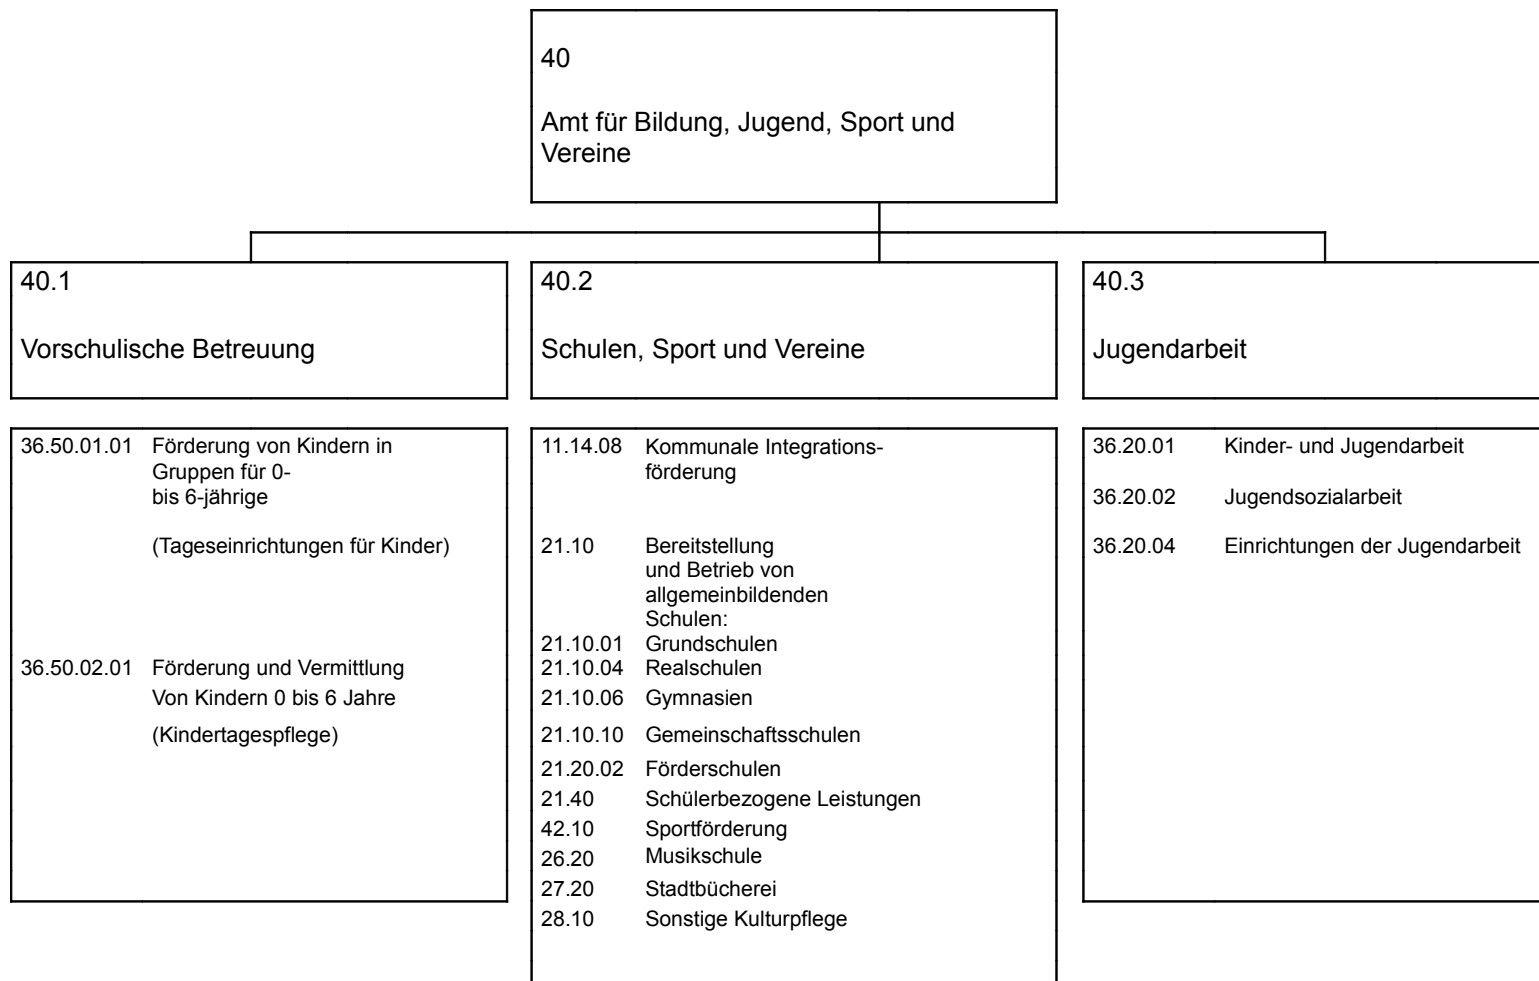 40
Amt für Bildung, Jugend, Sport und
Vereine
40.1
Vorschulische Betreuung
40.2
Schulen, Sport und Vereine
40.3
Jugendarbeit
36.50.01.01 Förderung von Kindern in
Gruppen für 0-
bis 6-jährige
(Tageseinrichtungen für Kinder)
36.50.02.01 Förderung und Vermittlung
Von Kindern 0 bis 6 Jahre
(Kindertagespflege)
11.14.08 Kommunale Integrations-
förderung
21.10 Bereitstellung
und Betrieb von
allgemeinbildenden
Schulen:
21.10.01 Grundschulen
21.10.04 Realschulen
21.10.06 Gymnasien
21.10.10 Gemeinschaftsschulen
21.20.02 Förderschulen
21.40 Schülerbezogene Leistungen
42.10 Sportförderung
26.20 Musikschule
27.20 Stadtbücherei
28.10 Sonstige Kulturpflege
36.20.01 Kinder- und Jugendarbeit
36.20.02 Jugendsozialarbeit
36.20.04 Einrichtungen der Jugendarbeit